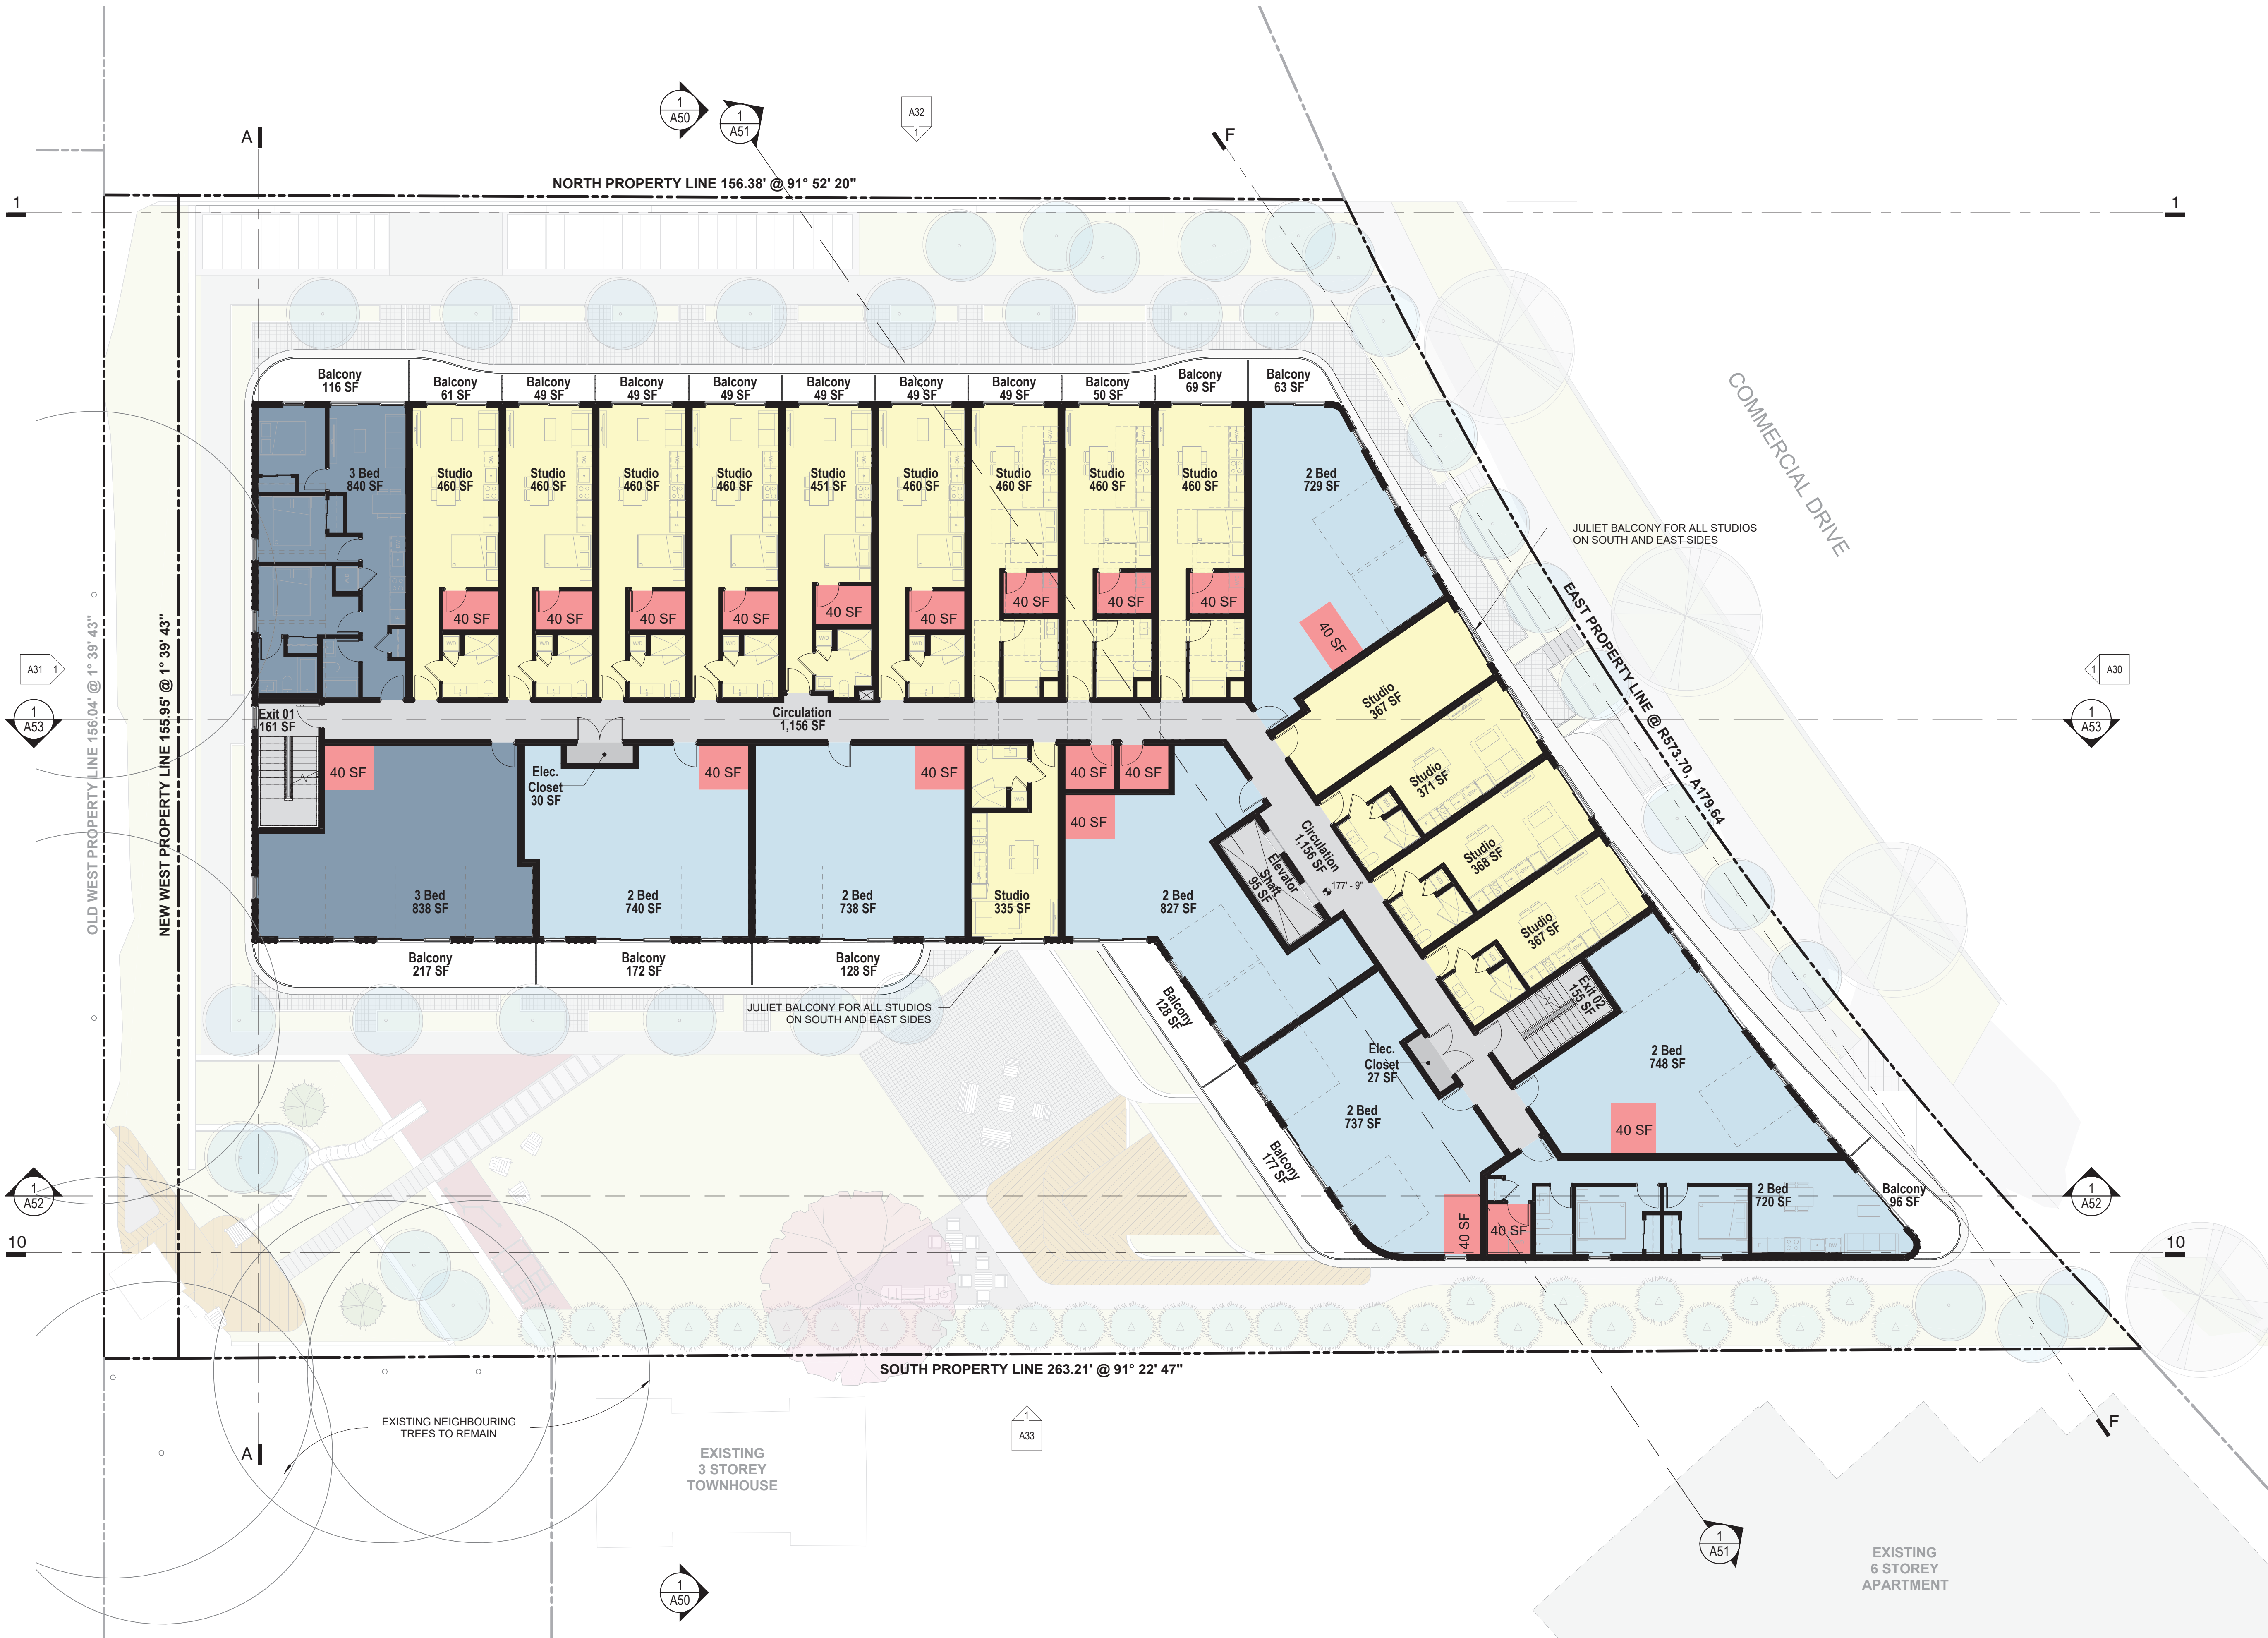 1
A50
1
A51
A32
1
A
F
NORTH PROPERTY LINE 156.38' @ 91° 52' 20"
1
1
COMMERCIAL DRIVE
Balcony
116 SF
Balcony
61 SF
Balcony
49 SF
Balcony
49 SF
Balcony
49 SF
Balcony
49 SF
Balcony
49 SF
Balcony
49 SF
Balcony
50 SF
Balcony
69 SF
Balcony
63 SF
3 Bed
840 SF
Studio
460 SF
Studio
460 SF
Studio
460 SF
Studio
460 SF
Studio
451 SF
Studio
460 SF
Studio
460 SF
Studio
460 SF
Studio
460 SF
2 Bed
729 SF
JULIET BALCONY FOR ALL STUDIOS
ON SOUTH AND EAST SIDES
40 SF
40 SF
40 SF
40 SF
40 SF
40 SF
40 SF
40 SF
40 SF
40 SF
OLD WEST PROPERTY LINE 156.04' @ 1° 39' 43"
NEW WEST PROPERTY LINE 155.95' @ 1° 39' 43"
EAST PROPERTY LINE @ R573.70, A179.64
A31
1
1
A30
1
A53
1
A53
Exit 01
161 SF
Circulation
1,156 SF
Studio
367 SF
Studio
371 SF
Studio
368 SF
Studio
367 SF
40 SF
Elec.
Closet
30 SF
40 SF
40 SF
40 SF
40 SF
40 SF
Circulation
1,156 SF
Elevator
Shaft
95 SF
177' - 9"
3 Bed
838 SF
2 Bed
740 SF
2 Bed
738 SF
Studio
335 SF
2 Bed
827 SF
Balcony
217 SF
Balcony
172 SF
Balcony
128 SF
JULIET BALCONY FOR ALL STUDIOS
ON SOUTH AND EAST SIDES
Balcony
128 SF
Exit 02
155 SF
Elec.
Closet
27 SF
2 Bed
748 SF
2 Bed
737 SF
40 SF
Balcony
177 SF
1
A52
1
A52
2 Bed
720 SF
Balcony
96 SF
40 SF
40 SF
10
10
SOUTH PROPERTY LINE 263.21' @ 91° 22' 47"
EXISTING NEIGHBOURING
TREES TO REMAIN
1
A33
A
F
EXISTING
3 STOREY
TOWNHOUSE
1
A50
1
A51
EXISTING
6 STOREY
APARTMENT